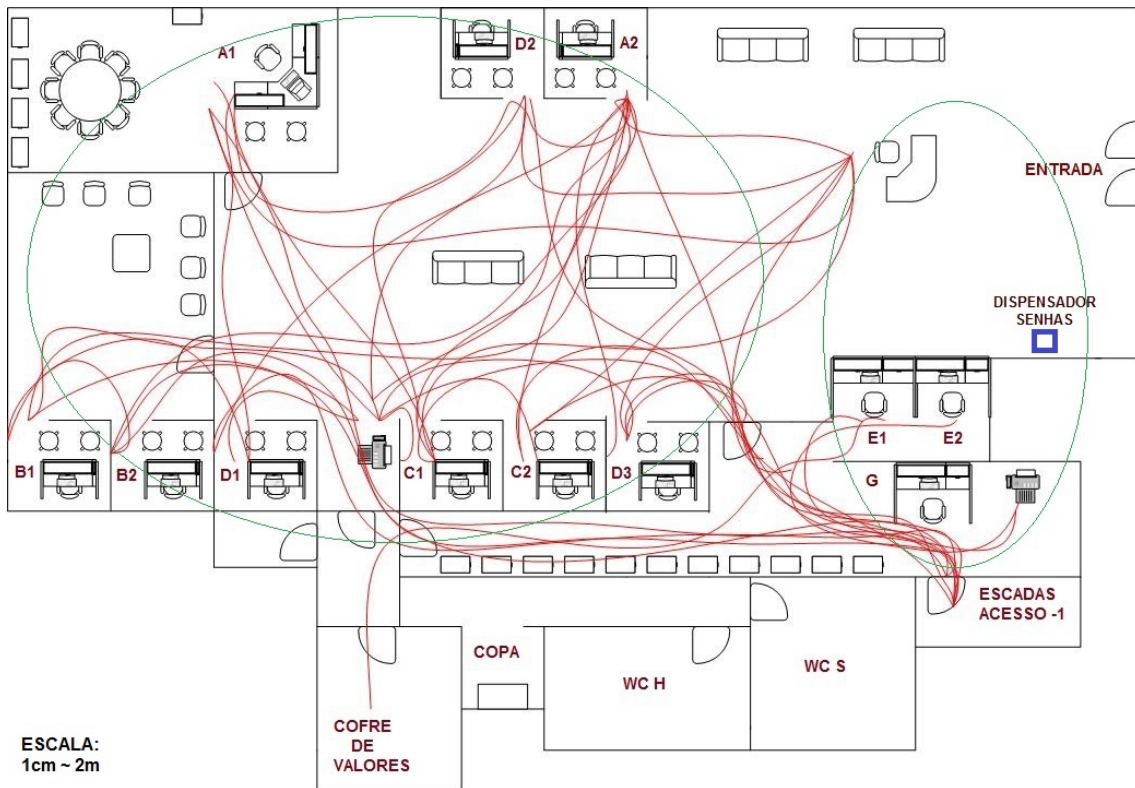 A1
D2
A2
ENTRADA
DISPENSADOR
SENHAS
E1
E2
B1
B2
D1
C1
C2
D3
G
ESCADAS
ACESSO -1
COPA
WC H
WC S
COFRE
DE
VALORES
ESCALA:
1cm ~ 2m